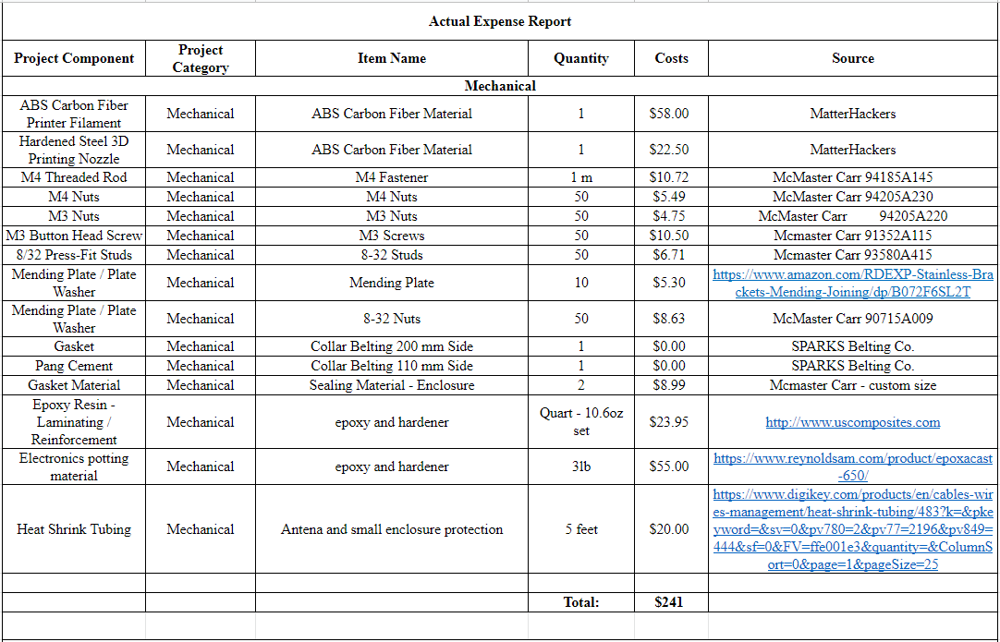 Actual Expense Report
Project Component Project Category Item Name Quantity Costs Source
Mechanical
ABS Carbon Fiber Printer Filament Mechanical ABS Carbon Fiber Material 1 $58.00 MatterHackers
Hardened Steel 3D Printing Nozzle Mechanical ABS Carbon Fiber Material 1 $22.50 MatterHackers
M4 Threaded Rod Mechanical M4 Fastener 1 m $10.72 McMaster Carr 94185A145
M4 Nuts Mechanical M4 Nuts 50 $5.49 McMaster Carr 94205A230
M3 Nuts Mechanical M3 Nuts 50 $4.75 McMaster Carr 94205A220
M3 Button Head Screw Mechanical M3 Screws 50 $10.50 Mcmaster Carr 91352A115
8/32 Press-Fit Studs Mechanical 8-32 Studs 50 $6.71 Mcmaster Carr 93580A415
Mending Plate / Plate Washer Mechanical Mending Plate 10 $5.30 https://www.amazon.com/RDEXP-Stainless-Brackets-Mending-Joining/dp/B072F6SL2T
Mending Plate / Plate Washer Mechanical 8-32 Nuts 50 $8.63 McMaster Carr 90715A009
Gasket Mechanical Collar Belting 200 mm Side 1 $0.00 SPARKS Belting Co.
Pang Cement Mechanical Collar Belting 110 mm Side 1 $0.00 SPARKS Belting Co.
Gasket Material Mechanical Sealing Material - Enclosure 2 $8.99 Mcmaster Carr - custom size
Epoxy Resin - Laminating / Reinforcement Mechanical epoxy and hardener Quart - 10.6oz set $23.95 http://www.uscomposites.com
Electronics potting material Mechanical epoxy and hardener 3lb $55.00 https://www.reynoldsam.com/product/epoxacast-650/
Heat Shrink Tubing Mechanical Antena and small enclosure protection 5 feet $20.00 https://www.digikey.com/products/en/cables-wires-management/heat-shrink-tubing/483?k=&pkeyword=&sv=0&pv780=2&pv77=2196&pv849=444&sf=0&FV=ffe001e3&quantity=&ColumnSort=0&page=1&pageSize=25
Total: $241